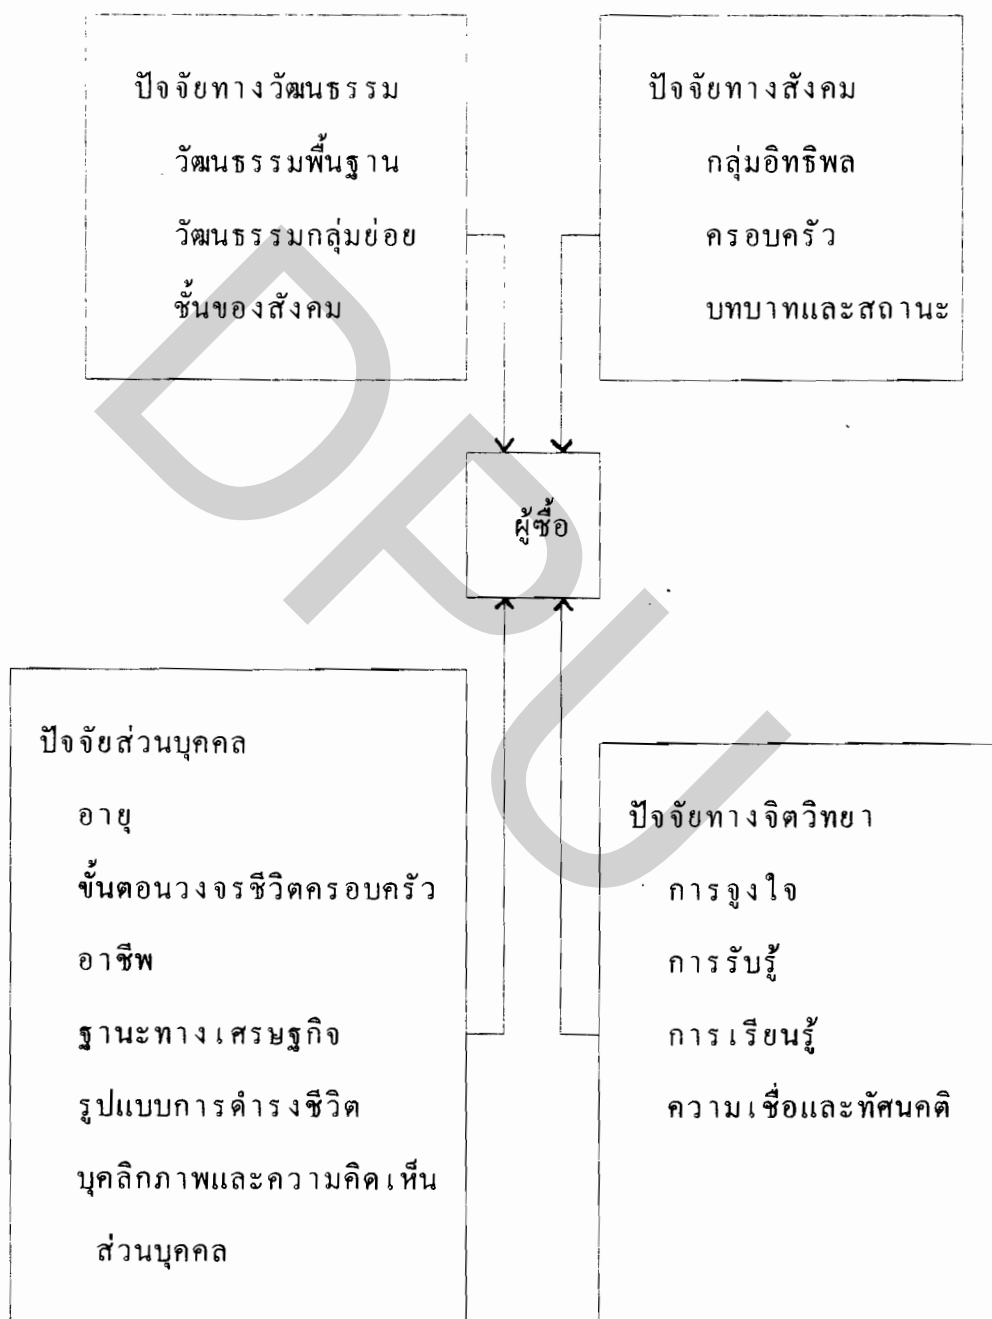 ปัจจัยทางวัฒนธรรม
วัฒนธรรมพื้นฐาน
วัฒนธรรมกลุ่มย่อย
ชั้นของสังคม
ปัจจัยทางสังคม
กลุ่มอิทธิพล
ครอบครัว
บทบาทและสถานะ
ผู้ซื้อ
ปัจจัยส่วนบุคคล
อายุ
ขั้นตอนวงจรชีวิตครอบครัว
อาชีพ
ฐานะทางเศรษฐกิจ
รูปแบบการดำรงชีวิต
บุคลิกภาพและความคิดเห็น
ส่วนบุคคล
ปัจจัยทางจิตวิทยา
การจูงใจ
การรับรู้
การเรียนรู้
ความเชื่อและทัศนคติ
DPU